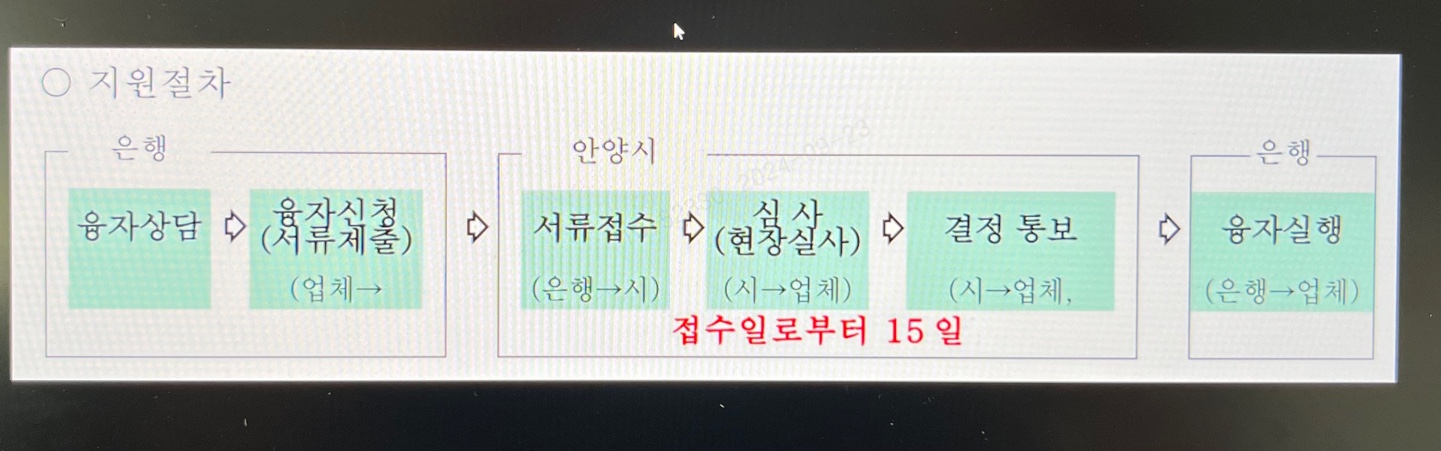 ○ 지원절차
은행
융자상담 ⇨ 융자신청
(서류제출)
(업체→
⇨
안양시
서류접수
(은행→시)
⇨
심 사
(현장실사)
(시→업체)
⇨
결정 통보
(시→업체,
접수일로부터 15 일
⇨
은행
융자실행
(은행→업체)
2024-09-23